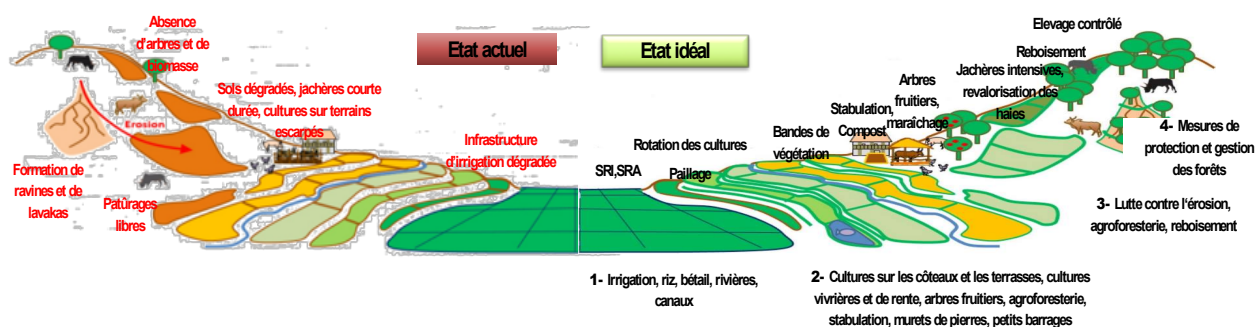 Absence
d'arbres et de
biomasse
Etat actuel
Etat idéal
Elevage contrôlé
Reboisement
Jachères intensives,
revalorisation des
haies
Sols dégradés, jachères courte
durée, cultures sur terrains
escarpés
Erosion
Arbres
fruitiers,
maraîchage
Stabulation,
Compost
Infrastructure
d'irrigation dégradée
Rotation des cultures
Bandes de
végétation
4- Mesures de
protection et gestion
des forêts
Formation de
ravines et de
lavakas
SRI,SRA
Paillage
Paturages
libres
3- Lutte contre l'érosion,
agroforesterie, reboisement
1- Irrigation, riz, bétail, rivières,
canaux
2- Cultures sur les côteaux et les terrasses, cultures
vivrières et de rente, arbres fruitiers, agroforesterie,
stabulation, murets de pierres, petits barrages